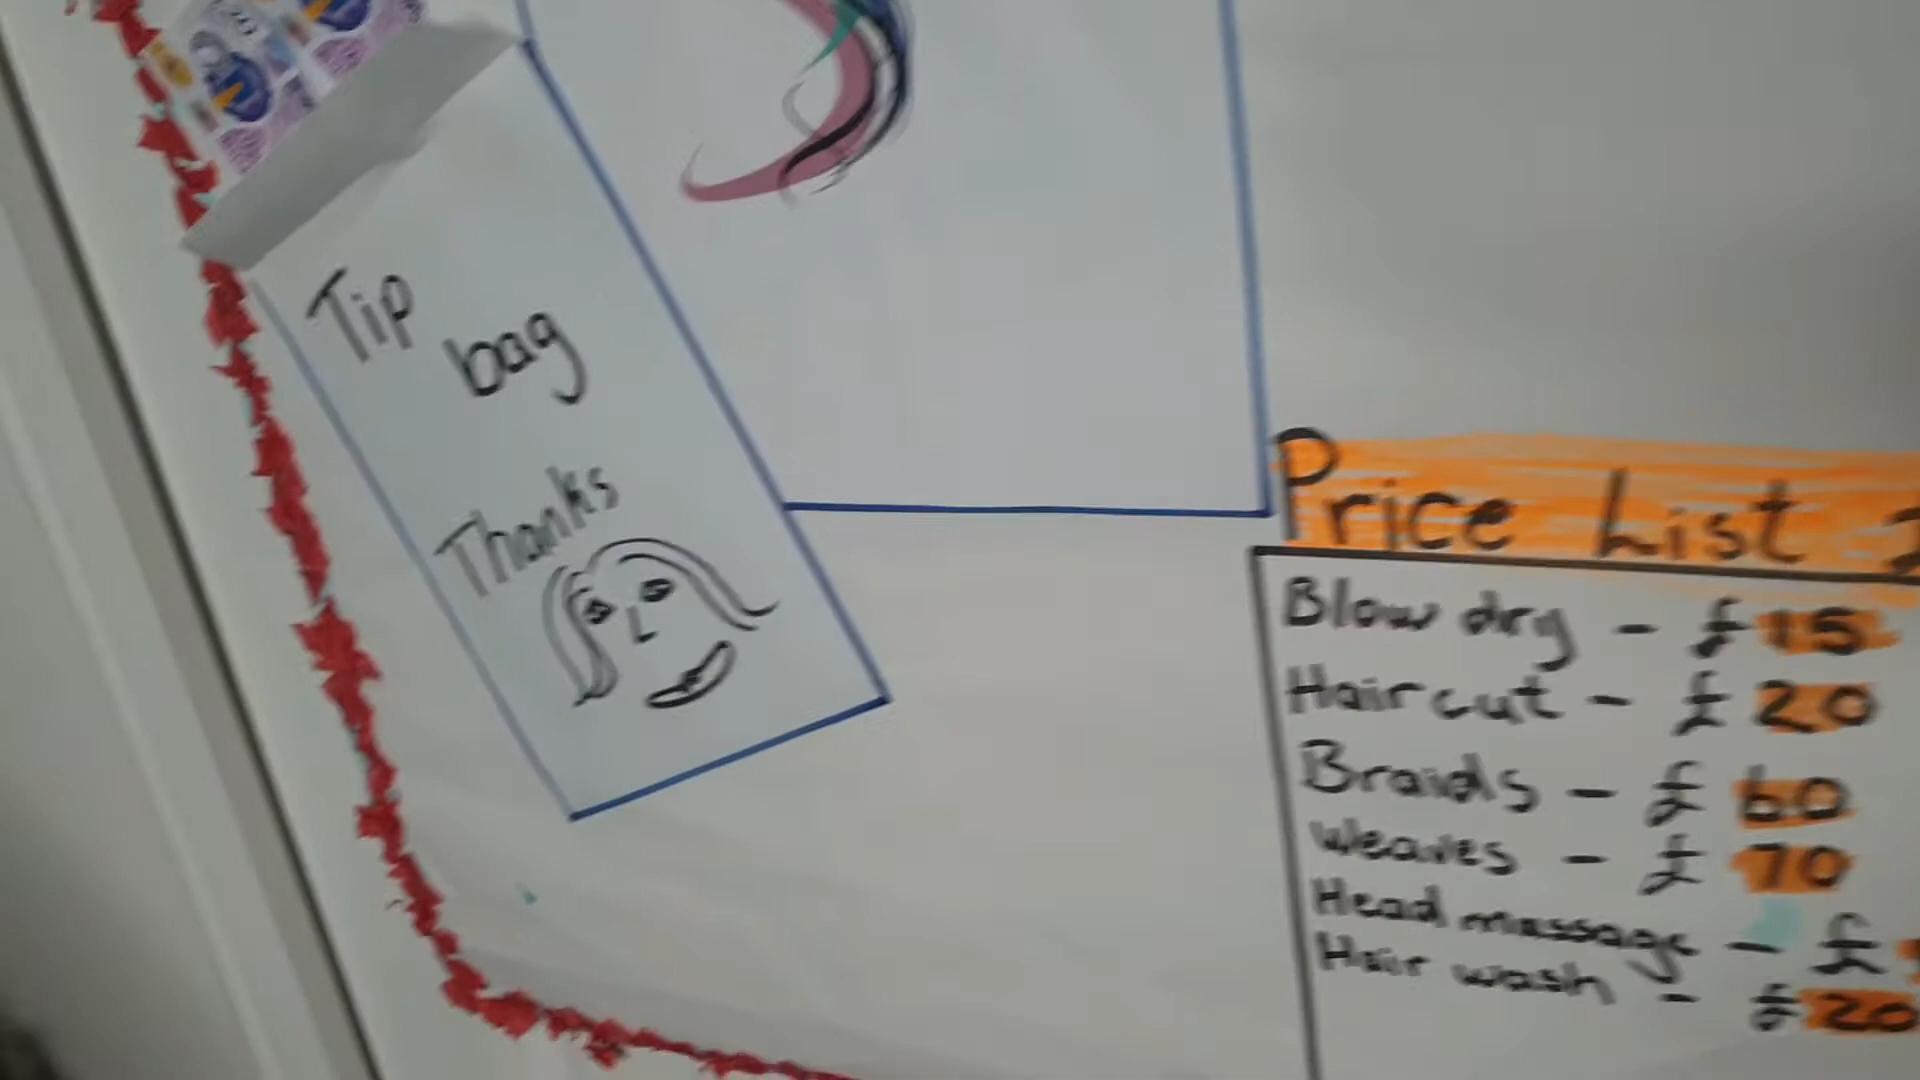 Tip
bag
Thanks
Price List
Blow dry - £15
Hair cut - £20
Braids - £60
Weaves - £70
Head massage - £
Hair wash - £20